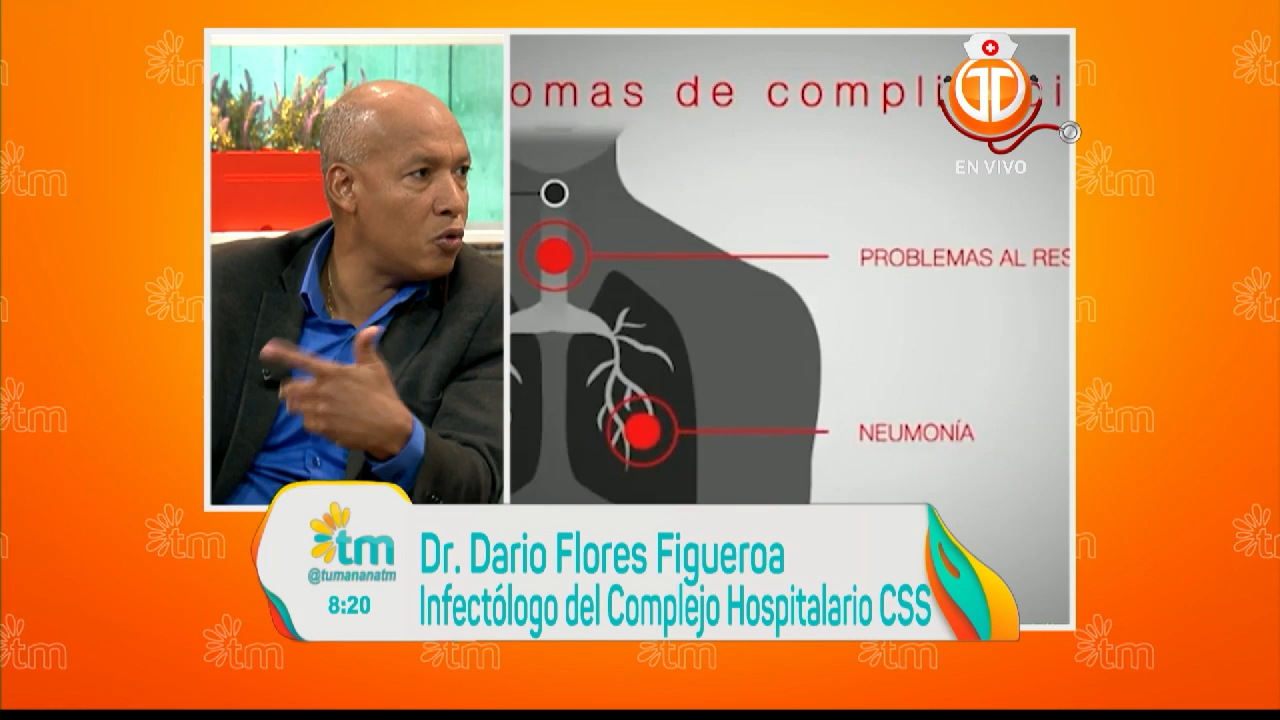 omas de compli
EN VIVO
PROBLEMAS AL RES
NEUMONÍA
tm
@tumananatm
8:20
Dr. Dario Flores Figueroa
Infectólogo del Complejo Hospitalario CSS